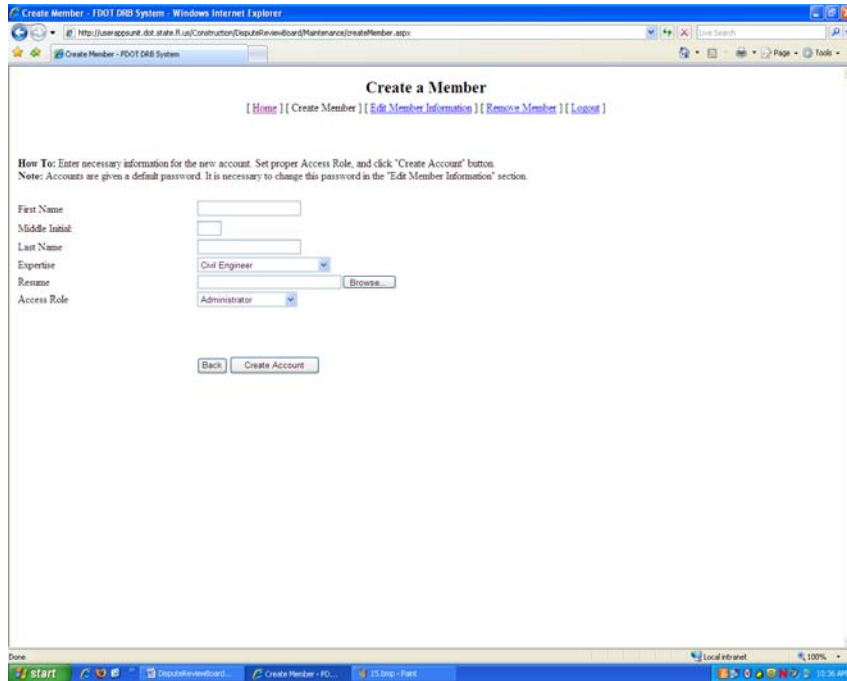 Create Member - FDOT DRB System - Windows Internet Explorer
http://userappsunit.dot.state.fl.us/Construction/DisputeReviewBoard/Maintenance/createMember.aspx
Live Search
Create Member - FDOT DRB System
Page
Tools
Create a Member
[ Home ] [ Create Member ] [ Edit Member Information ] [ Remove Member ] [ Logout ]
How To: Enter necessary information for the new account. Set proper Access Role, and click "Create Account" button.
Note: Accounts are given a default password. It is necessary to change this password in the "Edit Member Information" section.
First Name
Middle Initial:
Last Name
Expertise Civil Engineer
Resume Browse...
Access Role Administrator
Back Create Account
Done
Local intranet
100%
start
DisputeReviewBoard...
Create Member - FD...
15.bmp - Paint
10:36 AM